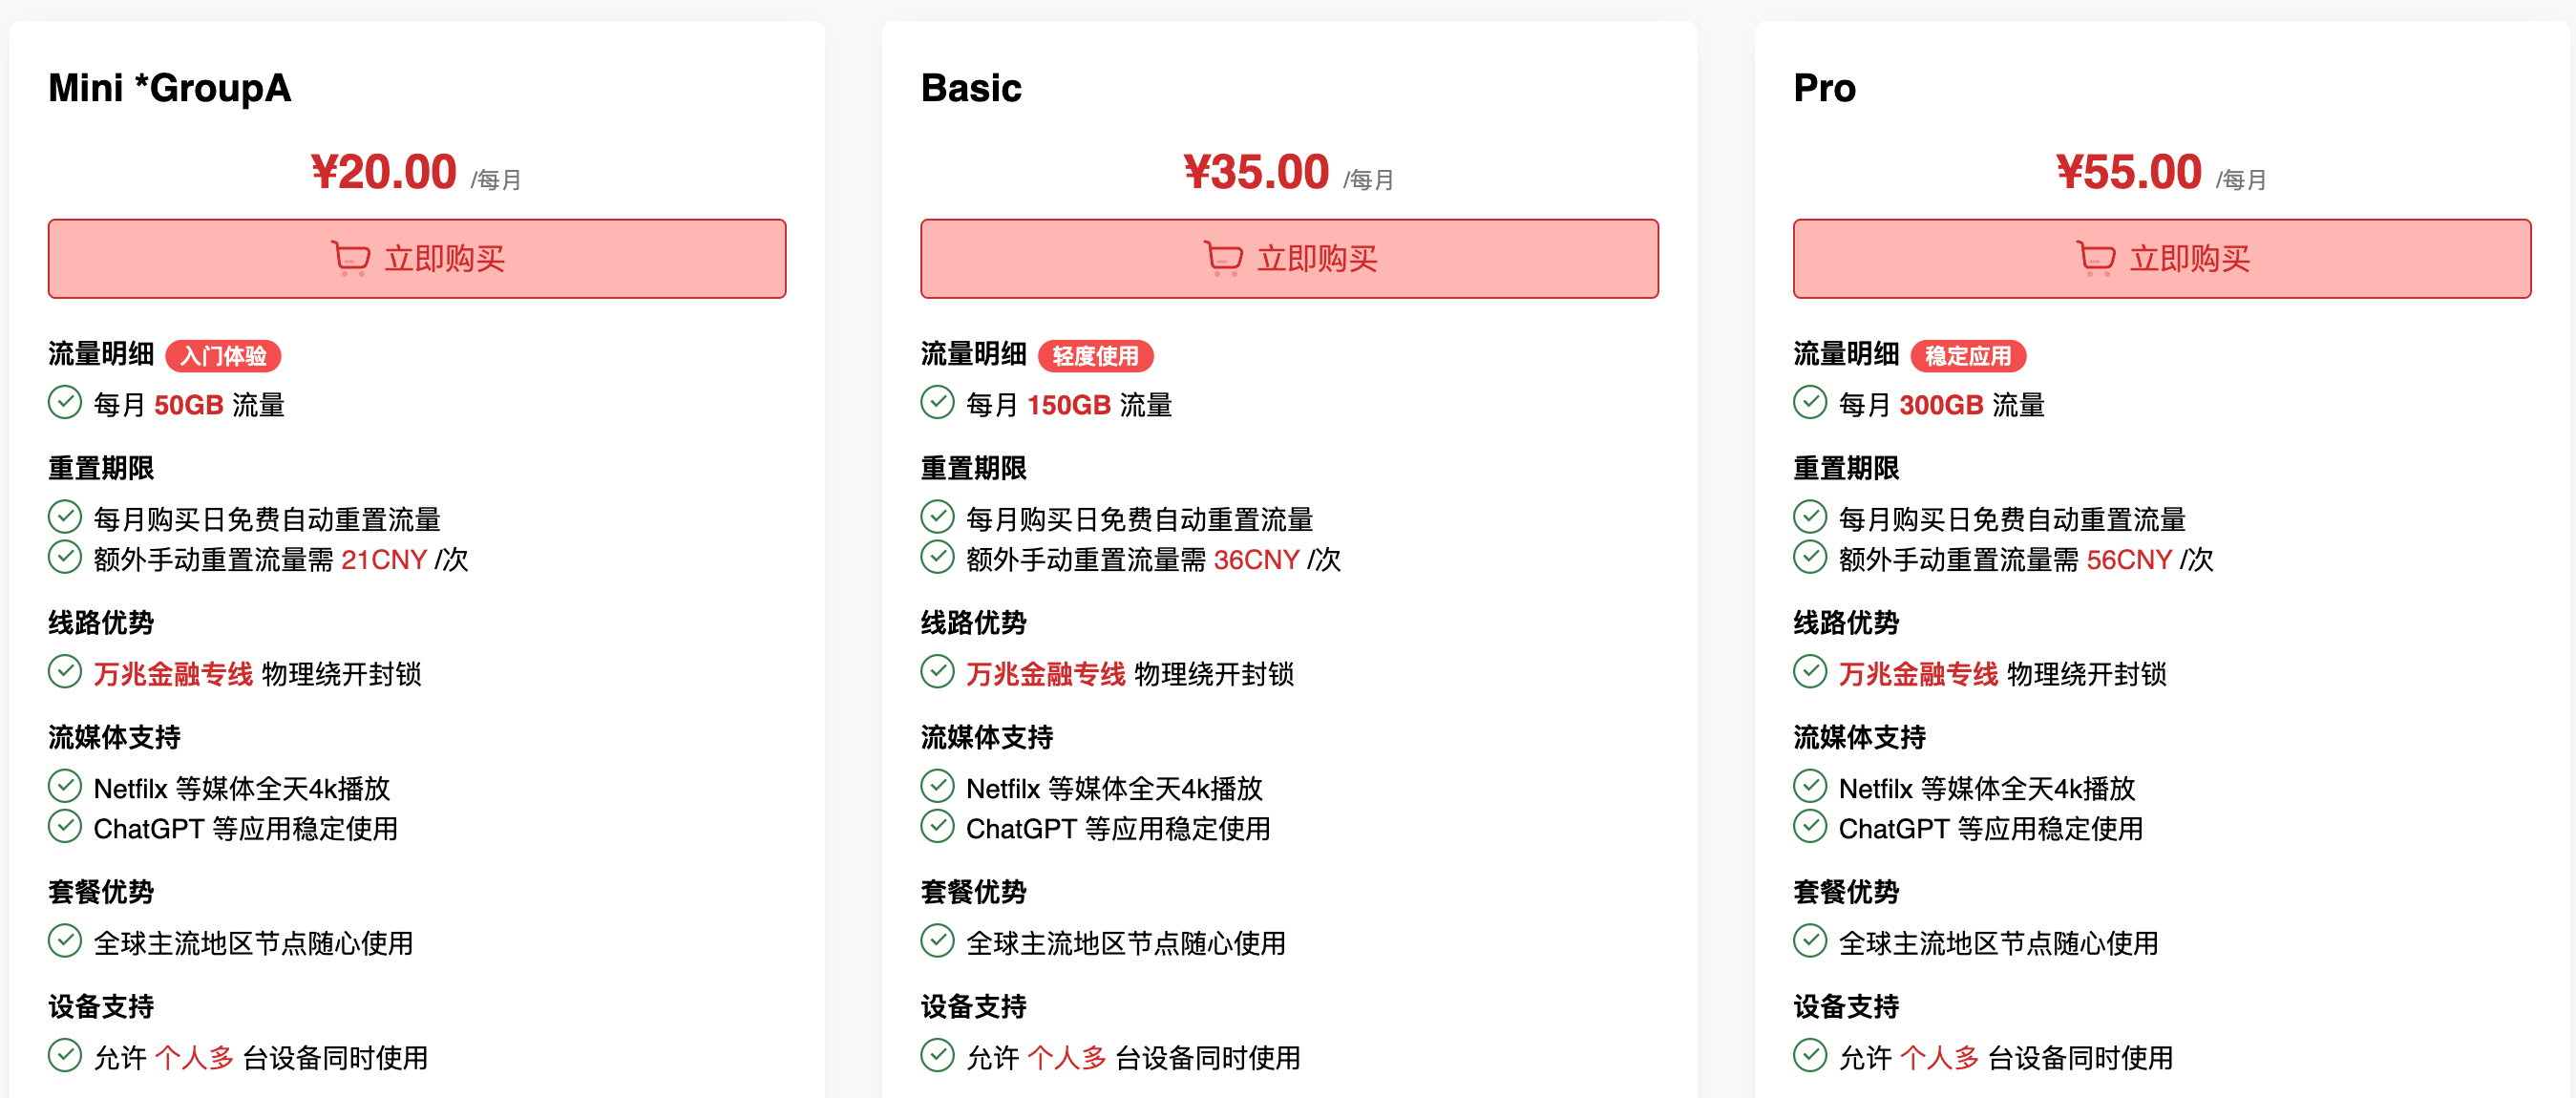 Mini *GroupA
¥20.00 /每月
立即购买
流量明细 入门体验
每月 50GB 流量
重置期限
每月购买日免费自动重置流量
额外手动重置流量需 21CNY /次
线路优势
万兆金融专线 物理绕开封锁
流媒体支持
Netfilx 等媒体全天4k播放
ChatGPT 等应用稳定使用
套餐优势
全球主流地区节点随心使用
设备支持
允许 个人多 台设备同时使用
Basic
¥35.00 /每月
立即购买
流量明细 轻度使用
每月 150GB 流量
重置期限
每月购买日免费自动重置流量
额外手动重置流量需 36CNY /次
线路优势
万兆金融专线 物理绕开封锁
流媒体支持
Netfilx 等媒体全天4k播放
ChatGPT 等应用稳定使用
套餐优势
全球主流地区节点随心使用
设备支持
允许 个人多 台设备同时使用
Pro
¥55.00 /每月
立即购买
流量明细 稳定应用
每月 300GB 流量
重置期限
每月购买日免费自动重置流量
额外手动重置流量需 56CNY /次
线路优势
万兆金融专线 物理绕开封锁
流媒体支持
Netfilx 等媒体全天4k播放
ChatGPT 等应用稳定使用
套餐优势
全球主流地区节点随心使用
设备支持
允许 个人多 台设备同时使用